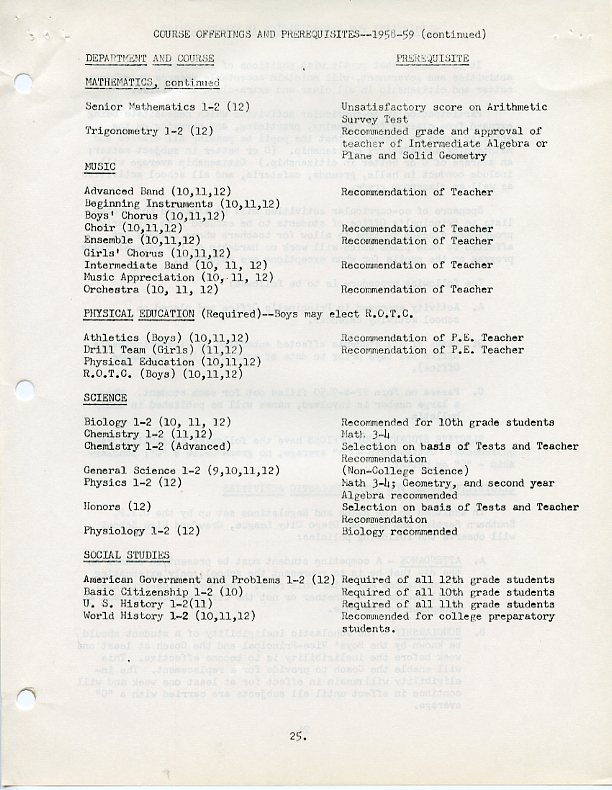 COURSE OFFERINGS AND PREREQUISITES--1958-59 (continued)
DEPARTMENT AND COURSE PREREQUISITE
MATHEMATICS, continued
Senior Mathematics 1-2 (12) Unsatisfactory score on Arithmetic
Survey Test
Trigonometry 1-2 (12) Recommended grade and approval of
teacher of Intermediate Algebra or
Plane and Solid Geometry
MUSIC
Advanced Band (10,11,12) Recommendation of Teacher
Beginning Instruments (10,11,12)
Boys' Chorus (10,11,12)
Choir (10,11,12) Recommendation of Teacher
Ensemble (10,11,12) Recommendation of Teacher
Girls' Chorus (10,11,12)
Intermediate Band (10, 11, 12) Recommendation of Teacher
Music Appreciation (10, 11, 12)
Orchestra (10, 11, 12) Recommendation of Teacher
PHYSICAL EDUCATION (Required)--Boys may elect R.O.T.C.
Athletics (Boys) (10,11,12) Recommendation of P.E. Teacher
Drill Team (Girls) (11,12) Recommendation of P.E. Teacher
Physical Education (10,11,12)
R.O.T.C. (Boys) (10,11,12)
SCIENCE
Biology 1-2 (10, 11, 12) Recommended for 10th grade students
Chemistry 1-2 (11,12) Math 3-4
Chemistry 1-2 (Advanced) Selection on basis of Tests and Teacher
Recommendation
General Science 1-2 (9,10,11,12) (Non-College Science)
Physics 1-2 (12) Math 3-4; Geometry, and second year
Algebra recommended
Honors (12) Selection on basis of Tests and Teacher
Recommendation
Physiology 1-2 (12) Biology recommended
SOCIAL STUDIES
American Government and Problems 1-2 (12) Required of all 12th grade students
Basic Citizenship 1-2 (10) Required of all 10th grade students
U. S. History 1-2(11) Required of all 11th grade students
World History 1-2 (10,11,12) Recommended for college preparatory
students.
25.